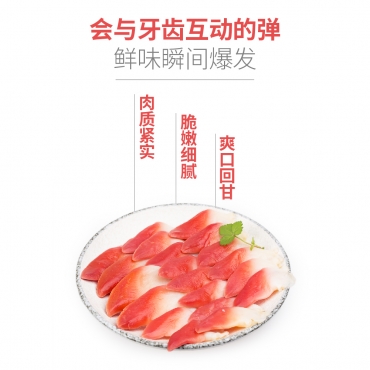 会与牙齿互动的弹
鲜味瞬间爆发
肉质紧实
脆嫩细腻
爽口回甘